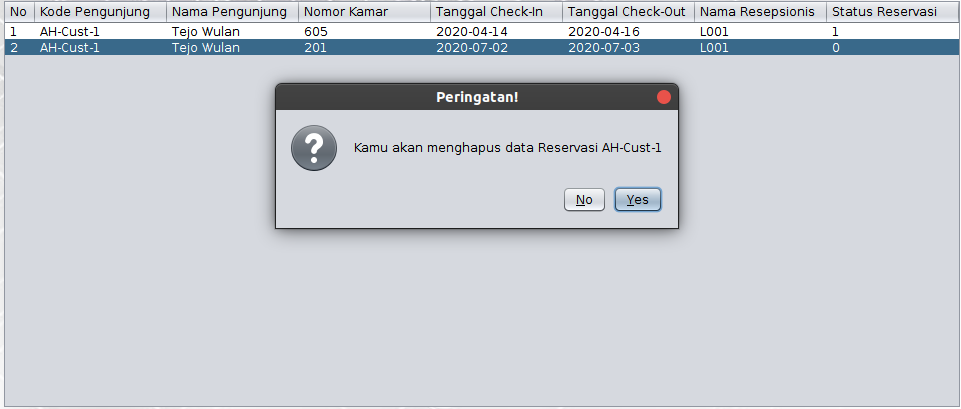 No Kode Pengunjung Nama Pengunjung Nomor Kamar Tanggal Check-In Tanggal Check-Out Nama Resepsionis Status Reservasi
1 AH-Cust-1 Tejo Wulan 605 2020-04-14 2020-04-16 L001 1
2 AH-Cust-1 Tejo Wulan 201 2020-07-02 2020-07-03 L001 0
Peringatan!
? Kamu akan menghapus data Reservasi AH-Cust-1
No Yes